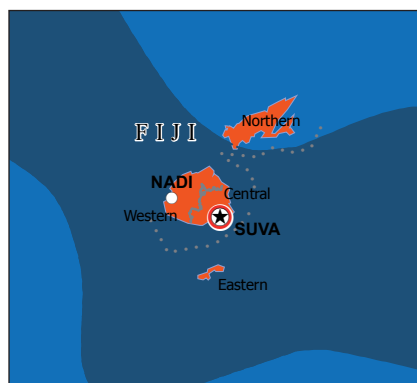 Northern
FIJI
NADI
Central
Western
SUVA
Eastern